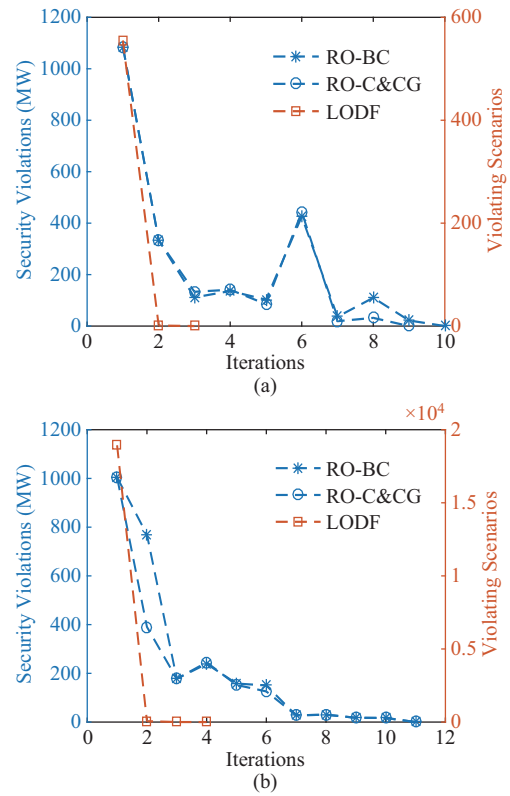 1200
1000
800
600
400
200
0
Security Violations (MW)
600
400
200
0
Violating Scenarios
RO-BC
RO-C&CG
LODF
0 2 4 6 8 10
Iterations
(a)
×10⁴
1200
1000
800
600
400
200
0
Security Violations (MW)
2
1.5
1
0.5
0
Violating Scenarios
RO-BC
RO-C&CG
LODF
0 2 4 6 8 10 12
Iterations
(b)